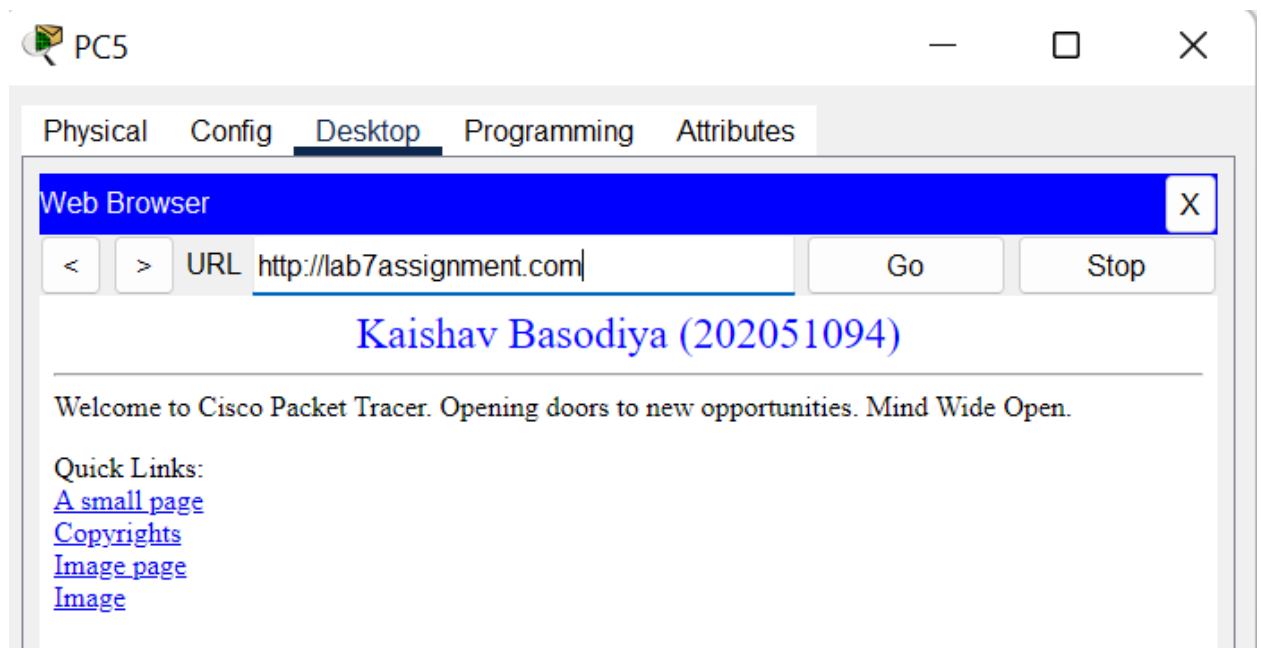 PC5
Physical Config Desktop Programming Attributes
Web Browser X
< > URL http://lab7assignment.com Go Stop
Kaishav Basodiya (202051094)
Welcome to Cisco Packet Tracer. Opening doors to new opportunities. Mind Wide Open.
Quick Links:
A small page
Copyrights
Image page
Image